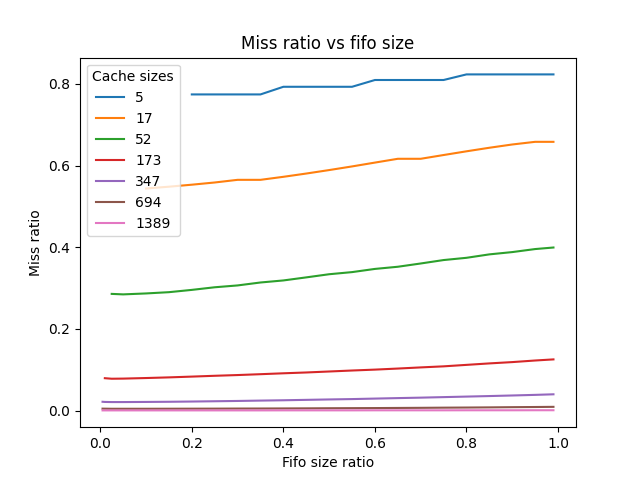 Miss ratio vs fifo size
Cache sizes
5
17
52
173
347
694
1389
0.8
0.6
0.4
0.2
0.0
Miss ratio
0.0 0.2 0.4 0.6 0.8 1.0
Fifo size ratio